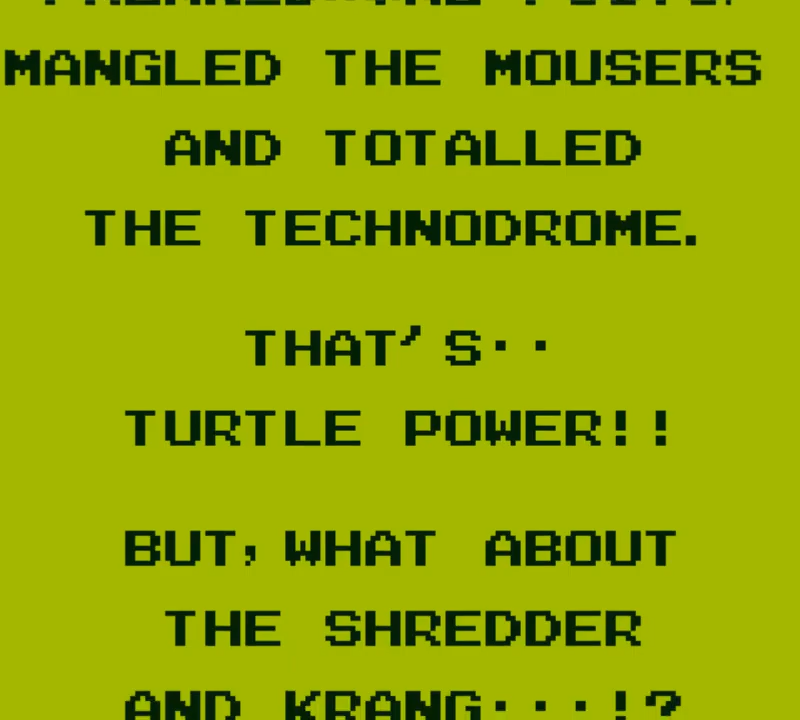 MANGLED THE MOUSERS
AND TOTALLED
THE TECHNODROME.
THAT'S··
TURTLE POWER!!
BUT, WHAT ABOUT
THE SHREDDER
AND KRANG···!?